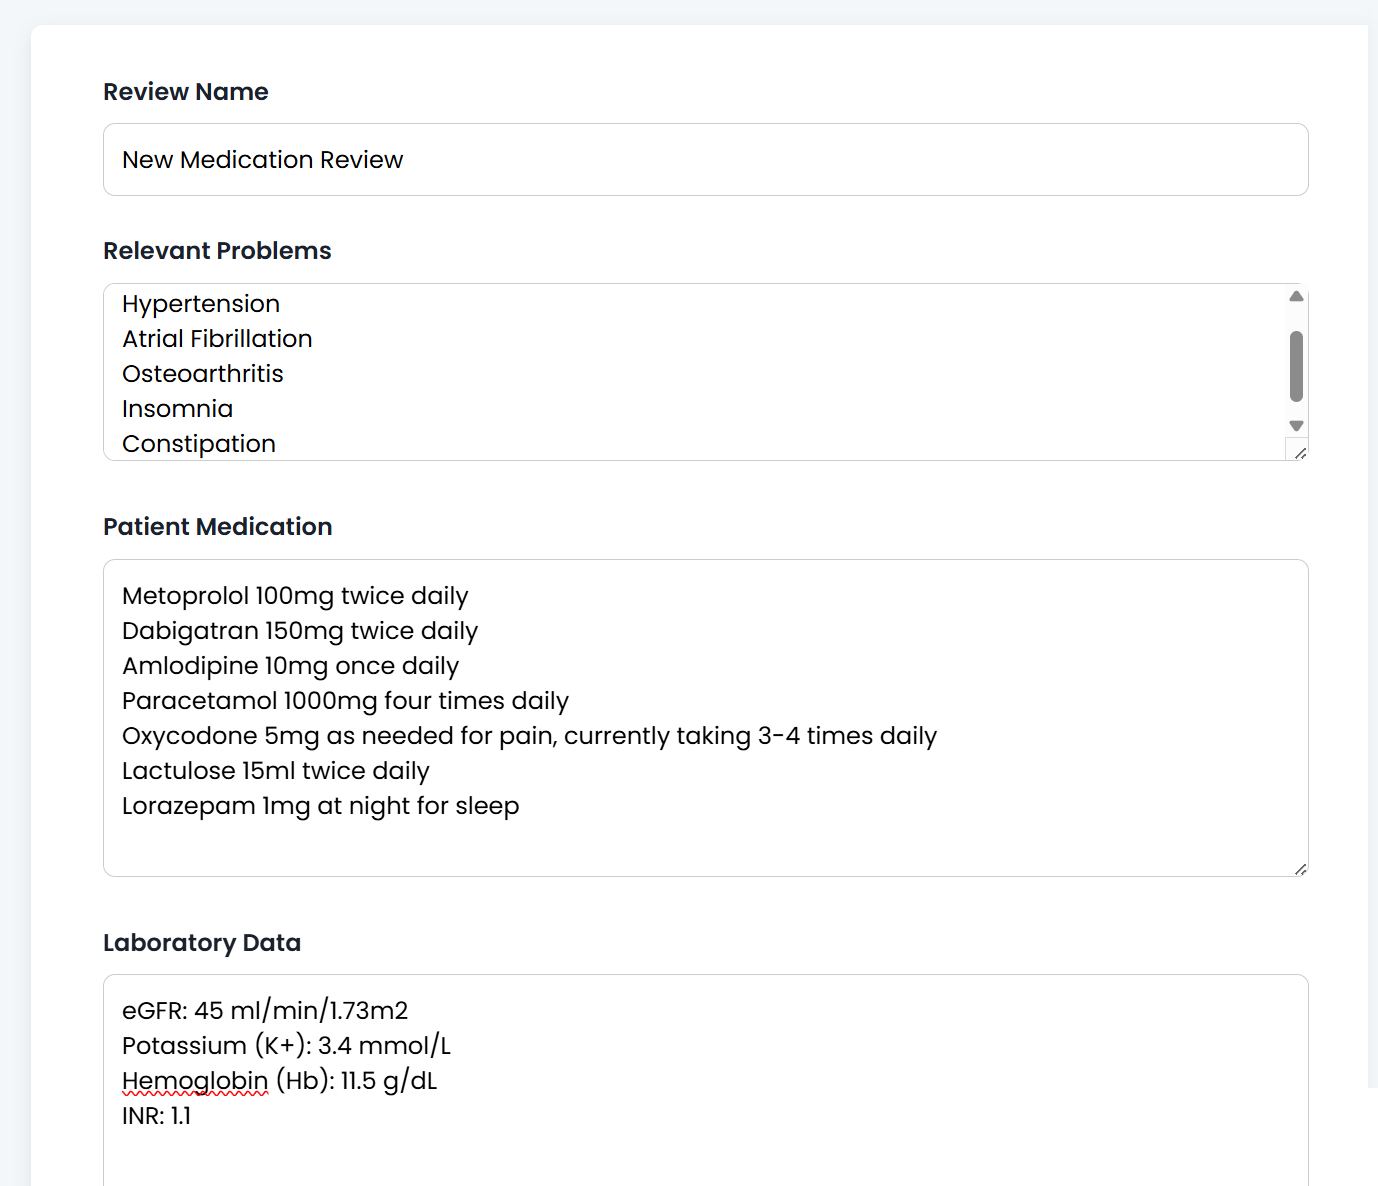 Review Name
New Medication Review
Relevant Problems
Hypertension
Atrial Fibrillation
Osteoarthritis
Insomnia
Constipation
Patient Medication
Metoprolol 100mg twice daily
Dabigatran 150mg twice daily
Amlodipine 10mg once daily
Paracetamol 1000mg four times daily
Oxycodone 5mg as needed for pain, currently taking 3-4 times daily
Lactulose 15ml twice daily
Lorazepam 1mg at night for sleep
Laboratory Data
eGFR: 45 ml/min/1.73m2
Potassium (K+): 3.4 mmol/L
Hemoglobin (Hb): 11.5 g/dL
INR: 1.1